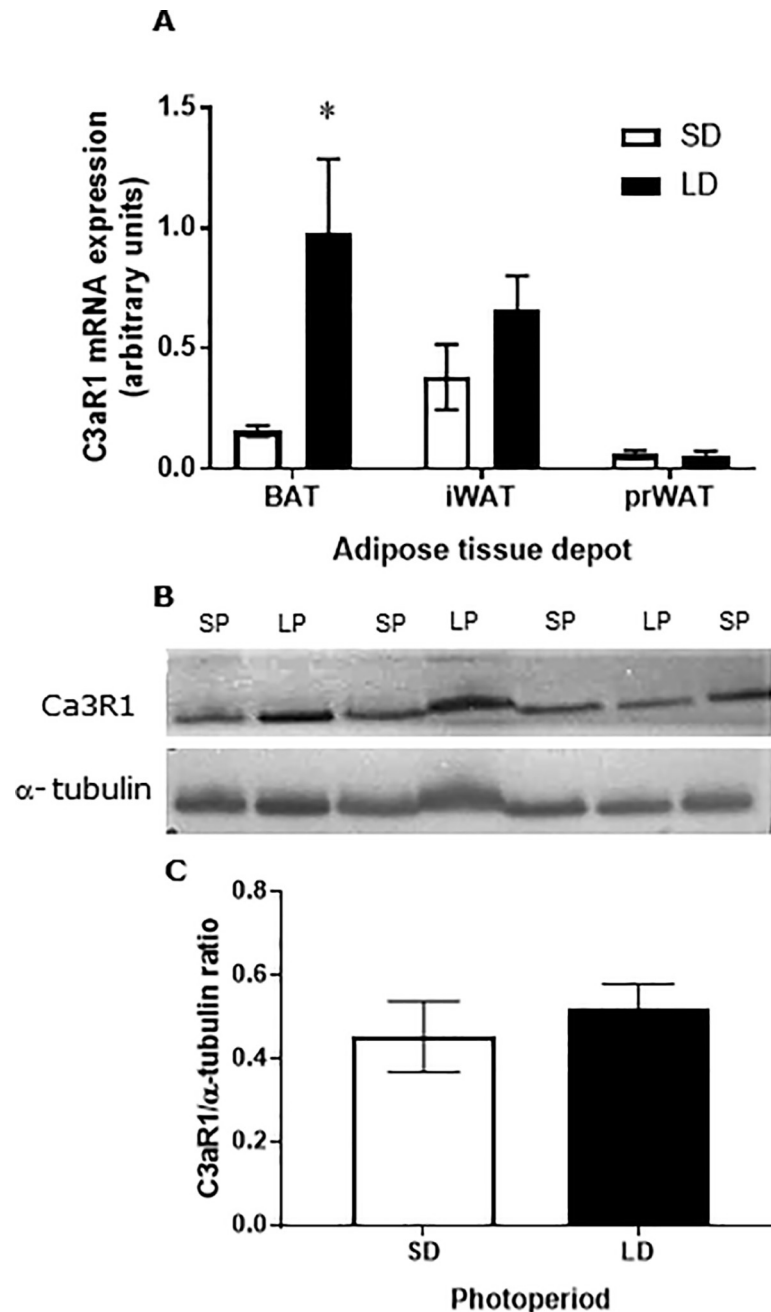 A
C3aR1 mRNA expression
(arbitrary units)
1.5
1.0
0.5
0.0
*
SD
LD
BAT iWAT prWAT
Adipose tissue depot
B
SP LP SP LP SP LP SP
Ca3R1
α-tubulin
C
C3aR1/α-tubulin ratio
0.8
0.6
0.4
0.2
0.0
SD LD
Photoperiod